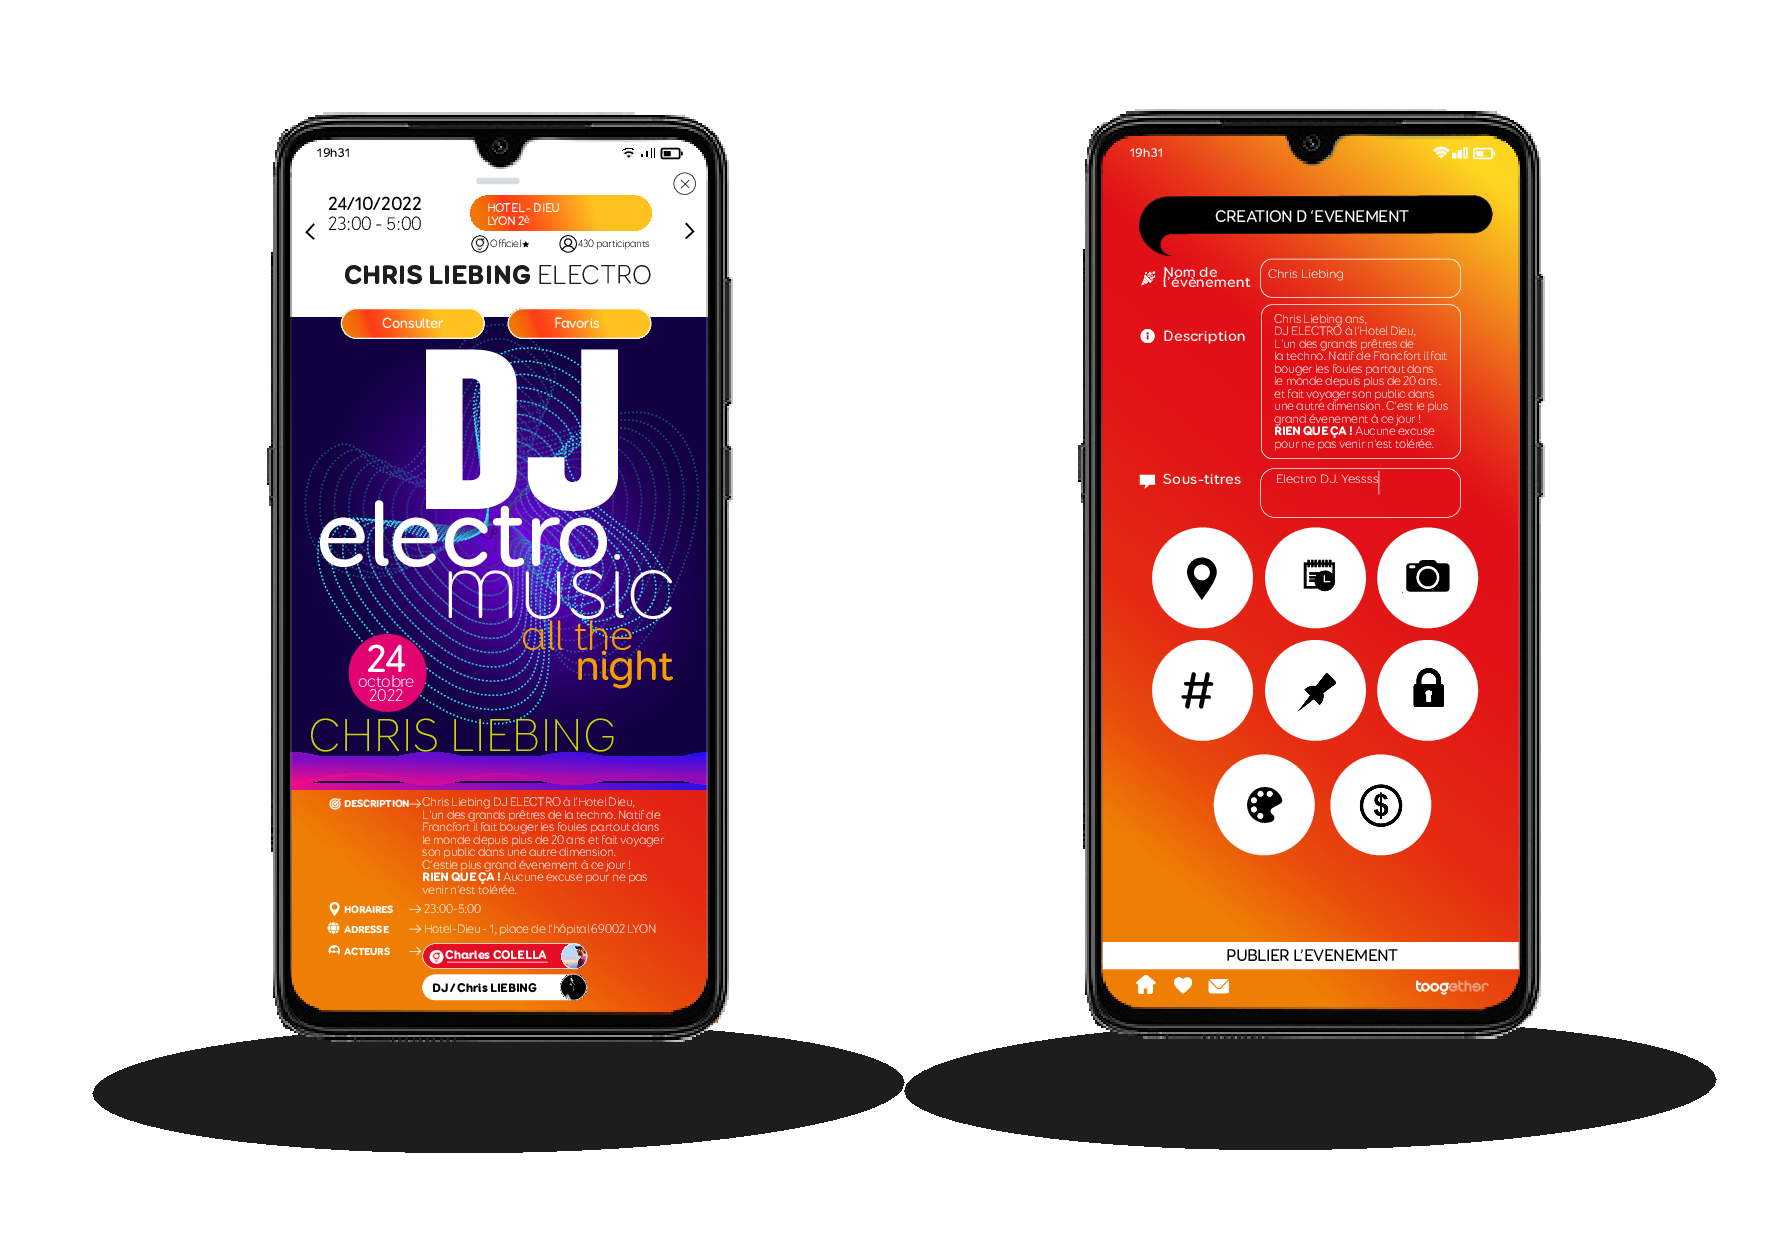 19h31
24/10/2022
23:00 - 5:00
HOTEL - DIEU
LYON 2è
Officiel★
430 participants
CHRIS LIEBING ELECTRO
Consulter
Favoris
DJ
electro.
music
all the
night
24
octobre
2022
CHRIS LIEBING
DESCRIPTION
Chris Liebing DJ ELECTRO à l'Hotel Dieu,
L'un des grands prêtres de la techno. Natif de
Francfort il fait bouger les foules partout dans
le monde depuis plus de 20 ans et fait voyager
son public dans une autre dimension.
C'estle plus grand évenement à ce jour !
RIEN QUE ÇA ! Aucune excuse pour ne pas
venir n'est tolérée.
HORAIRES → 23:00-5:00
ADRESSE → Hotel-Dieu - 1, place de l'hôpital 69002 LYON
ACTEURS →
Charles COLELLA
DJ / Chris LIEBING
19h31
CREATION D 'EVENEMENT
Nom de
l'évènement
Chris Liebing
Description
Chris Liebing ans,
DJ ELECTRO à l'Hotel Dieu,
L'un des grands prêtres de
la techno. Natif de Francfort il fait
bouger les foules partout dans
le monde depuis plus de 20 ans.
et fait voyager son public dans
une autre dimension. C'est le plus
grand évenement à ce jour !
RIEN QUE ÇA ! Aucune excuse
pour ne pas venir n'est tolérée.
Sous-titres
Electro DJ. Yessss
#
$
PUBLIER L'EVENEMENT
toogether